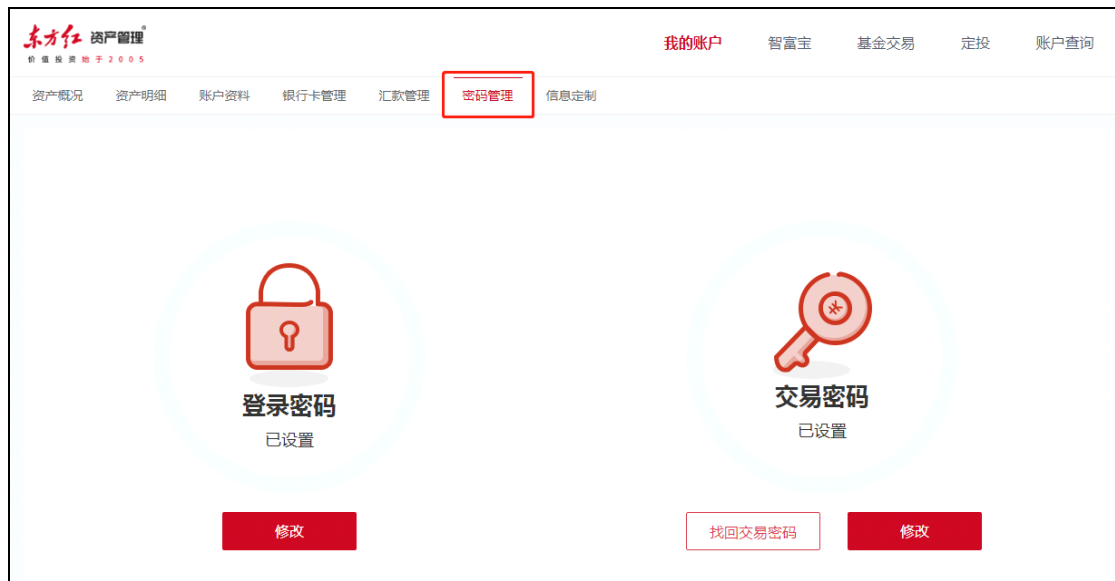 东方红 资产管理®
价值投资始于2005
我的账户 智富宝 基金交易 定投 账户查询
资产概况 资产明细 账户资料 银行卡管理 汇款管理 密码管理 信息定制
登录密码
已设置
修改
交易密码
已设置
找回交易密码 修改